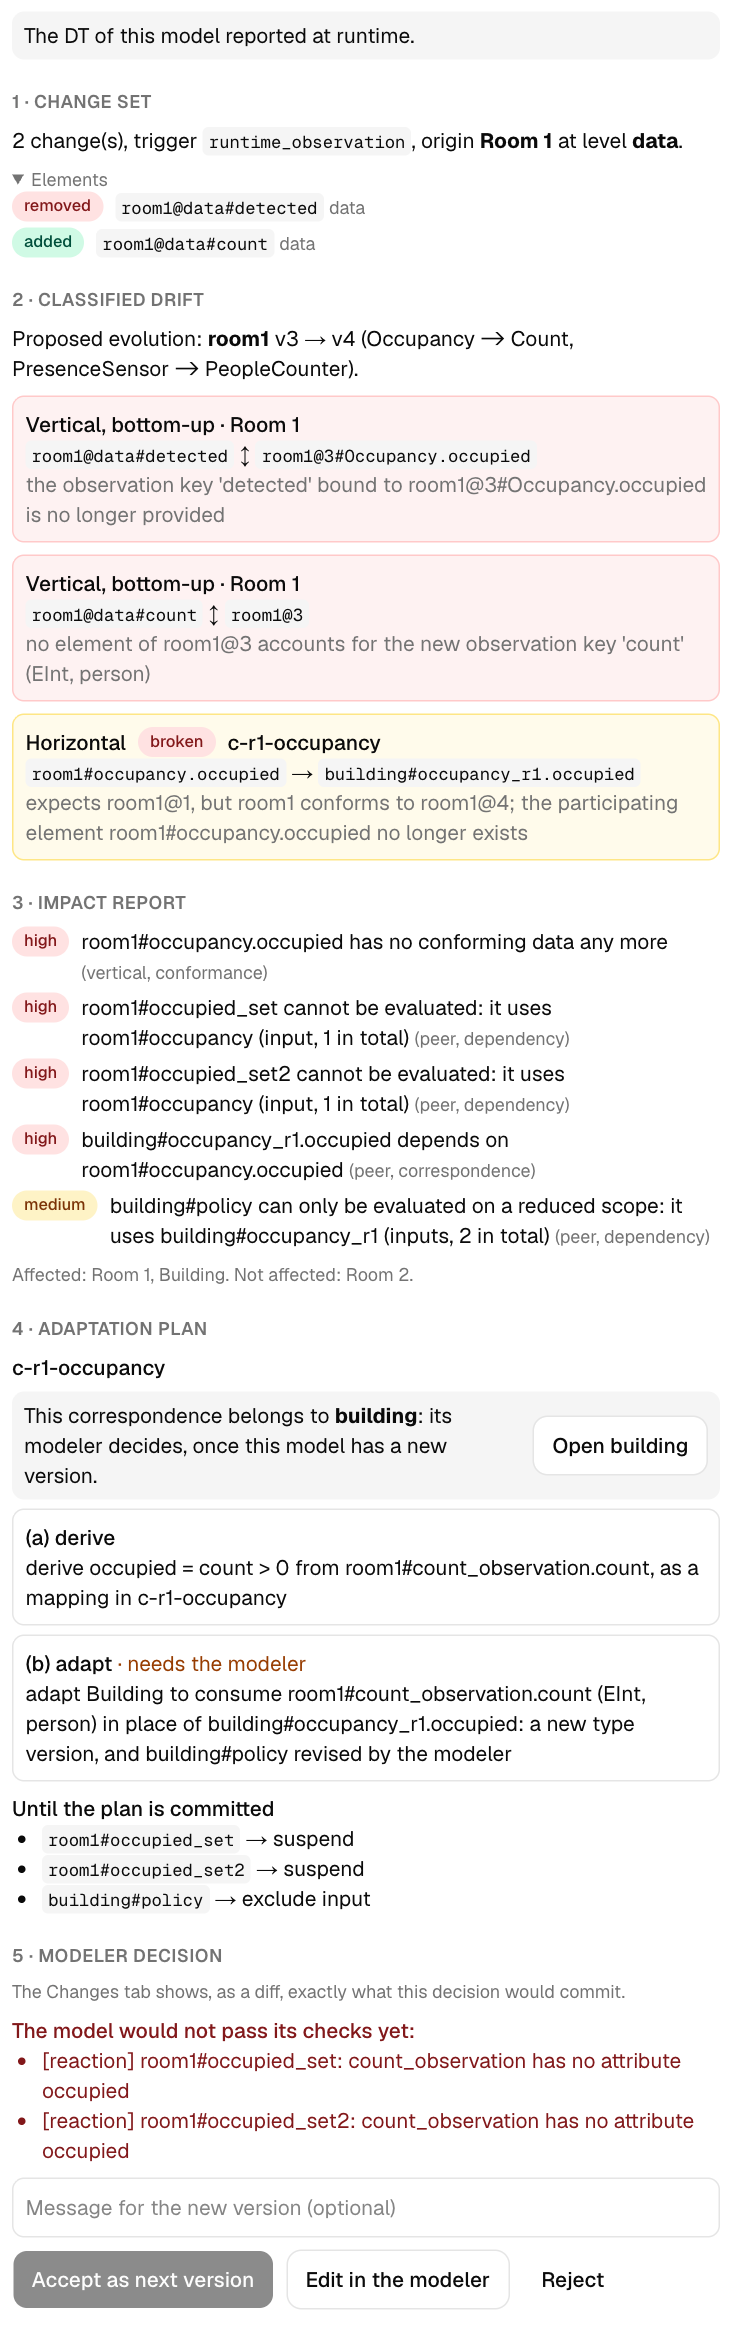 The DT of this model reported at runtime.
1 · CHANGE SET
2 change(s), trigger runtime_observation, origin Room 1 at level data.
▼ Elements
removed room1@data#detected data
added room1@data#count data
2 · CLASSIFIED DRIFT
Proposed evolution: room1 v3 → v4 (Occupancy → Count,
PresenceSensor → PeopleCounter).
Vertical, bottom-up · Room 1
room1@data#detected ↕ room1@3#Occupancy.occupied
the observation key 'detected' bound to room1@3#Occupancy.occupied
is no longer provided
Vertical, bottom-up · Room 1
room1@data#count ↕ room1@3
no element of room1@3 accounts for the new observation key 'count'
(EInt, person)
Horizontal broken c-r1-occupancy
room1#occupancy.occupied → building#occupancy_r1.occupied
expects room1@1, but room1 conforms to room1@4; the participating
element room1#occupancy.occupied no longer exists
3 · IMPACT REPORT
high room1#occupancy.occupied has no conforming data any more
(vertical, conformance)
high room1#occupied_set cannot be evaluated: it uses
room1#occupancy (input, 1 in total) (peer, dependency)
high room1#occupied_set2 cannot be evaluated: it uses
room1#occupancy (input, 1 in total) (peer, dependency)
high building#occupancy_r1.occupied depends on
room1#occupancy.occupied (peer, correspondence)
medium building#policy can only be evaluated on a reduced scope: it
uses building#occupancy_r1 (inputs, 2 in total) (peer, dependency)
Affected: Room 1, Building. Not affected: Room 2.
4 · ADAPTATION PLAN
c-r1-occupancy
This correspondence belongs to building: its
modeler decides, once this model has a new
version.
Open building
(a) derive
derive occupied = count > 0 from room1#count_observation.count, as a
mapping in c-r1-occupancy
(b) adapt · needs the modeler
adapt Building to consume room1#count_observation.count (EInt,
person) in place of building#occupancy_r1.occupied: a new type
version, and building#policy revised by the modeler
Until the plan is committed
• room1#occupied_set → suspend
• room1#occupied_set2 → suspend
• building#policy → exclude input
5 · MODELER DECISION
The Changes tab shows, as a diff, exactly what this decision would commit.
The model would not pass its checks yet:
• [reaction] room1#occupied_set: count_observation has no attribute
occupied
• [reaction] room1#occupied_set2: count_observation has no attribute
occupied
Message for the new version (optional)
Accept as next version Edit in the modeler Reject